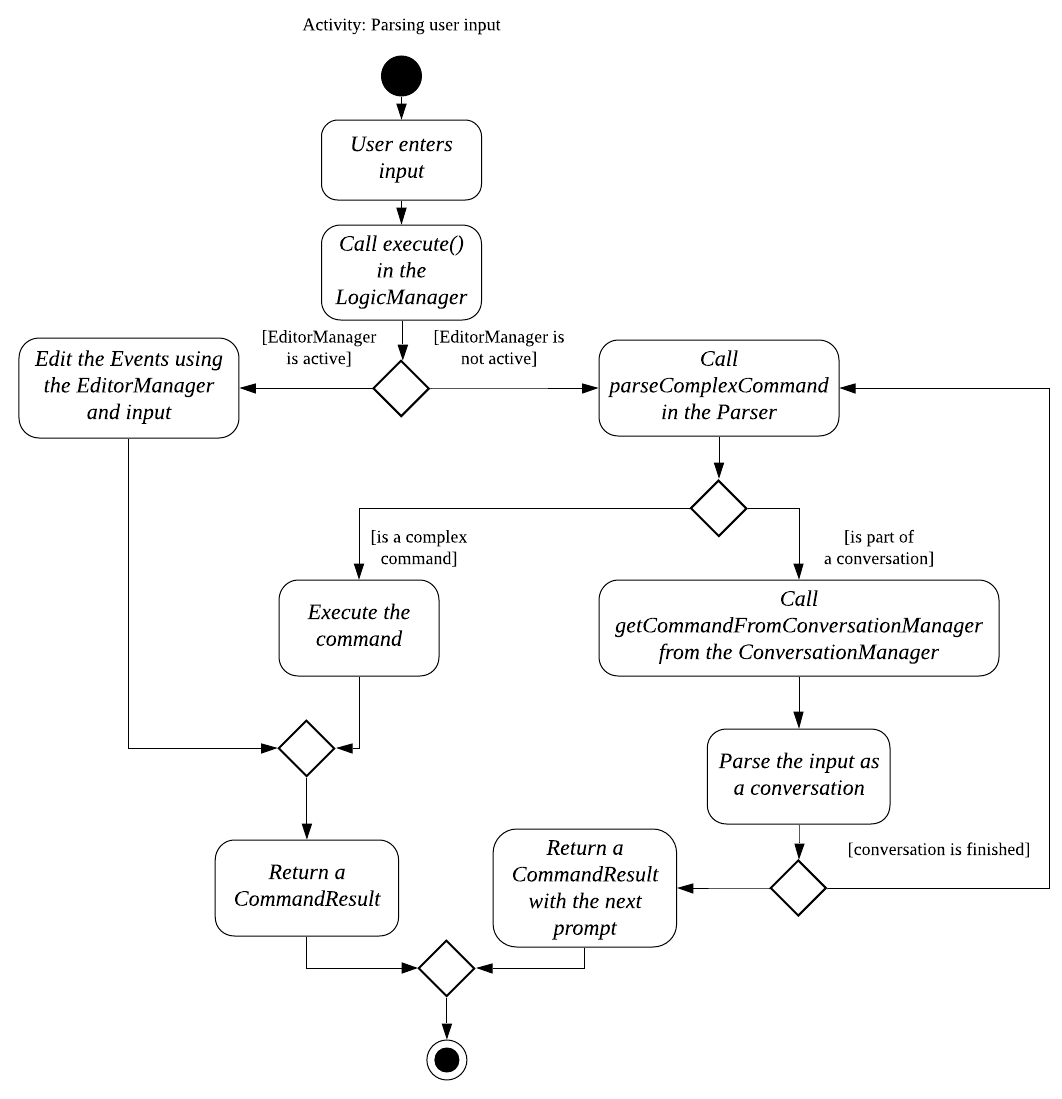 Activity: Parsing user input
User enters
input
Call execute()
in the
LogicManager
[EditorManager
is active]
[EditorManager is
not active]
Edit the Events using
the EditorManager
and input
Call
parseComplexCommand
in the Parser
[is a complex
command]
[is part of
a conversation]
Execute the
command
Call
getCommandFromConversationManager
from the ConversationManager
Parse the input as
a conversation
[conversation is finished]
Return a
CommandResult
Return a
CommandResult
with the next
prompt